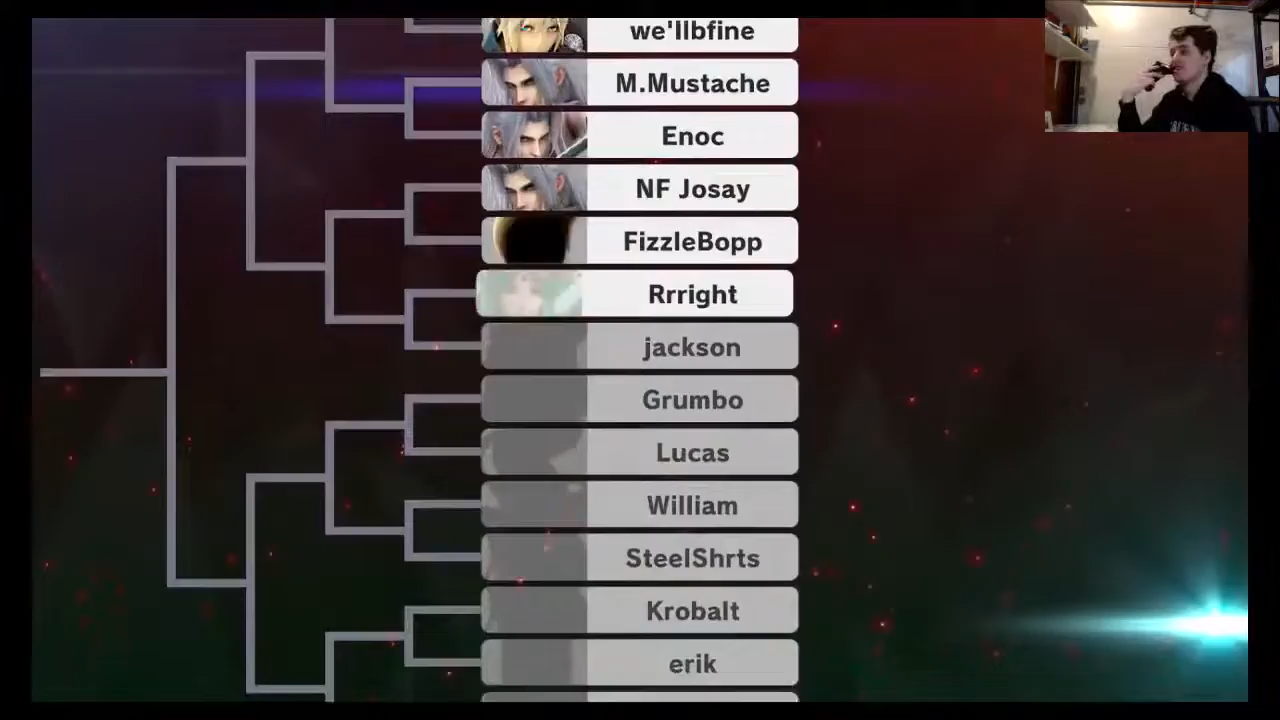 we'llbfine
M.Mustache
Enoc
NF Josay
FizzleBopp
Rrright
jackson
Grumbo
Lucas
William
SteelShrts
Krobalt
erik